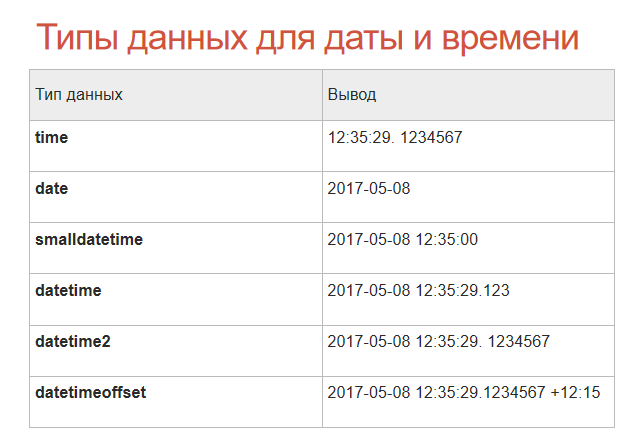 Типы данных для даты и времени
Тип данных Вывод
time 12:35:29. 1234567
date 2017-05-08
smalldatetime 2017-05-08 12:35:00
datetime 2017-05-08 12:35:29.123
datetime2 2017-05-08 12:35:29. 1234567
datetimeoffset 2017-05-08 12:35:29.1234567 +12:15